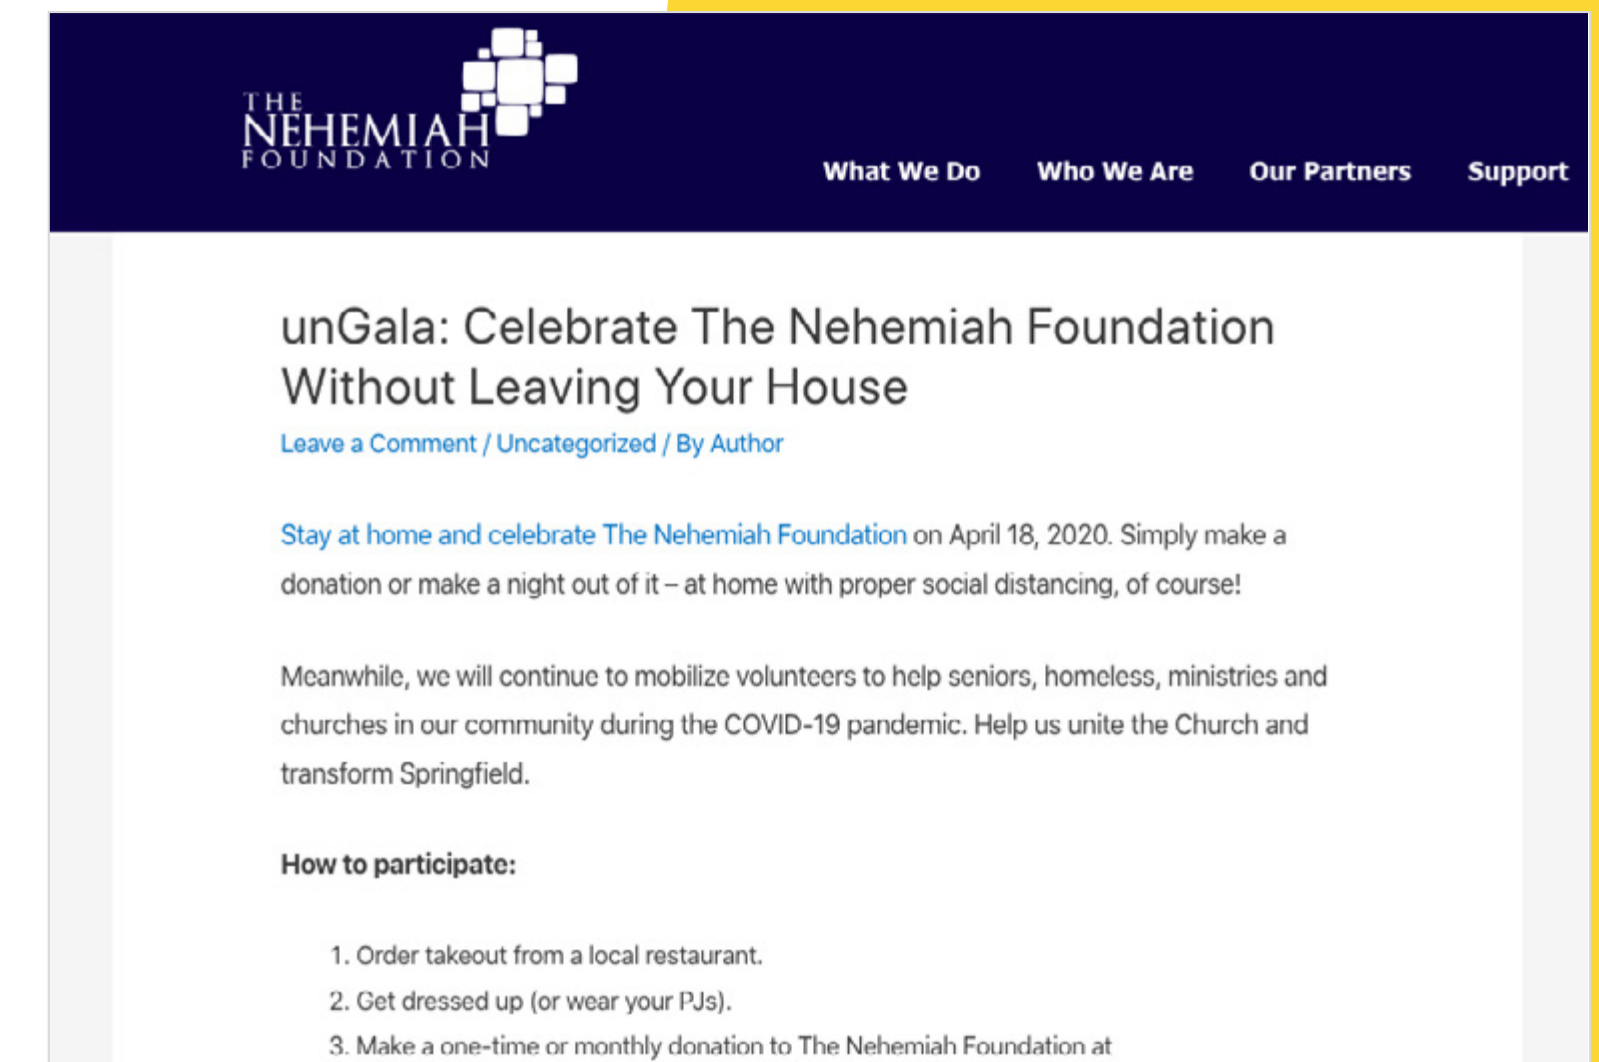 THE
NEHEMIAH
FOUNDATION
What We Do Who We Are Our Partners Support
unGala: Celebrate The Nehemiah Foundation
Without Leaving Your House
Leave a Comment / Uncategorized / By Author
Stay at home and celebrate The Nehemiah Foundation on April 18, 2020. Simply make a
donation or make a night out of it – at home with proper social distancing, of course!
Meanwhile, we will continue to mobilize volunteers to help seniors, homeless, ministries and
churches in our community during the COVID-19 pandemic. Help us unite the Church and
transform Springfield.
How to participate:
1. Order takeout from a local restaurant.
2. Get dressed up (or wear your PJs).
3. Make a one-time or monthly donation to The Nehemiah Foundation at